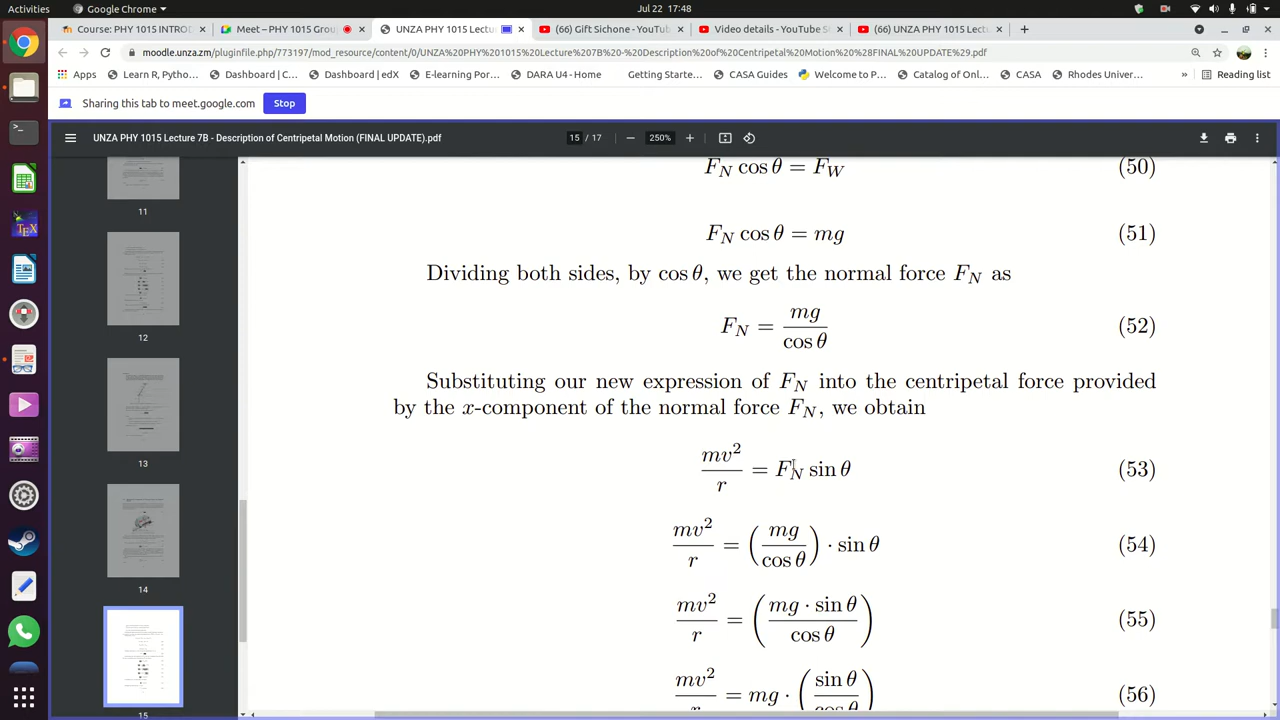 Activities
Google Chrome
Jul 22 17:48
Course: PHY 1015 INTROD
Meet – PHY 1015 Grou
UNZA PHY 1015 Lectu
(66) Gift Sichone - YouTu
Video details - YouTube S
(66) UNZA PHY 1015 Lec
moodle.unza.zm/pluginfile.php/773197/mod_resource/content/0/UNZA%20PHY%201015%20Lecture%207B%20-%20Description%20of%20Centripetal%20Motion%20%28FINAL%20UPDATE%29.pdf
Apps
Learn R, Pytho...
Dashboard | C...
Dashboard | edX
E-learning Por...
DARA U4 - Home
Getting Starte...
CASA Guides
Welcome to P...
Catalog of Onl...
CASA
Rhodes Univer...
»
Reading list
Sharing this tab to meet.google.com
Stop
UNZA PHY 1015 Lecture 7B - Description of Centripetal Motion (FINAL UPDATE).pdf
15 / 17
250%
11
12
13
14
15
F_N cos θ = F_W (50)
F_N cos θ = mg (51)
Dividing both sides, by cos θ, we get the normal force F_N as
F_N = mg / cos θ (52)
Substituting our new expression of F_N into the centripetal force provided
by the x-component of the normal force F_N, we obtain
mv² / r = F_N sin θ (53)
mv² / r = (mg / cos θ) · sin θ (54)
mv² / r = (mg · sin θ / cos θ) (55)
mv² / r = mg · (sin θ / cos θ) (56)